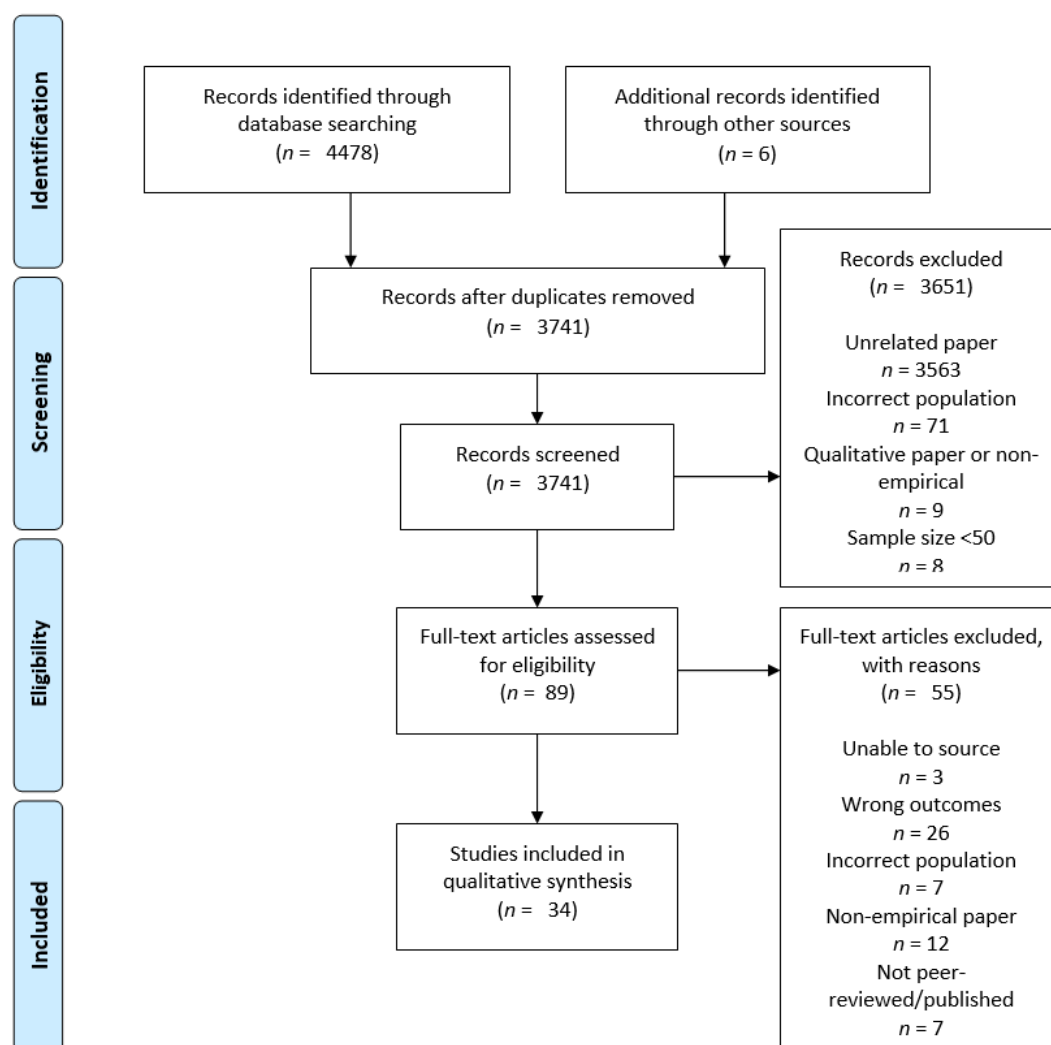 Identification
Records identified through
database searching
(n = 4478)
Additional records identified
through other sources
(n = 6)
Records after duplicates removed
(n = 3741)
Screening
Records screened
(n = 3741)
Records excluded
(n = 3651)
Unrelated paper
n = 3563
Incorrect population
n = 71
Qualitative paper or non-
empirical
n = 9
Sample size <50
n = 8
Eligibility
Full-text articles assessed
for eligibility
(n = 89)
Full-text articles excluded,
with reasons
(n = 55)
Unable to source
n = 3
Wrong outcomes
n = 26
Incorrect population
n = 7
Non-empirical paper
n = 12
Not peer-
reviewed/published
n = 7
Included
Studies included in
qualitative synthesis
(n = 34)